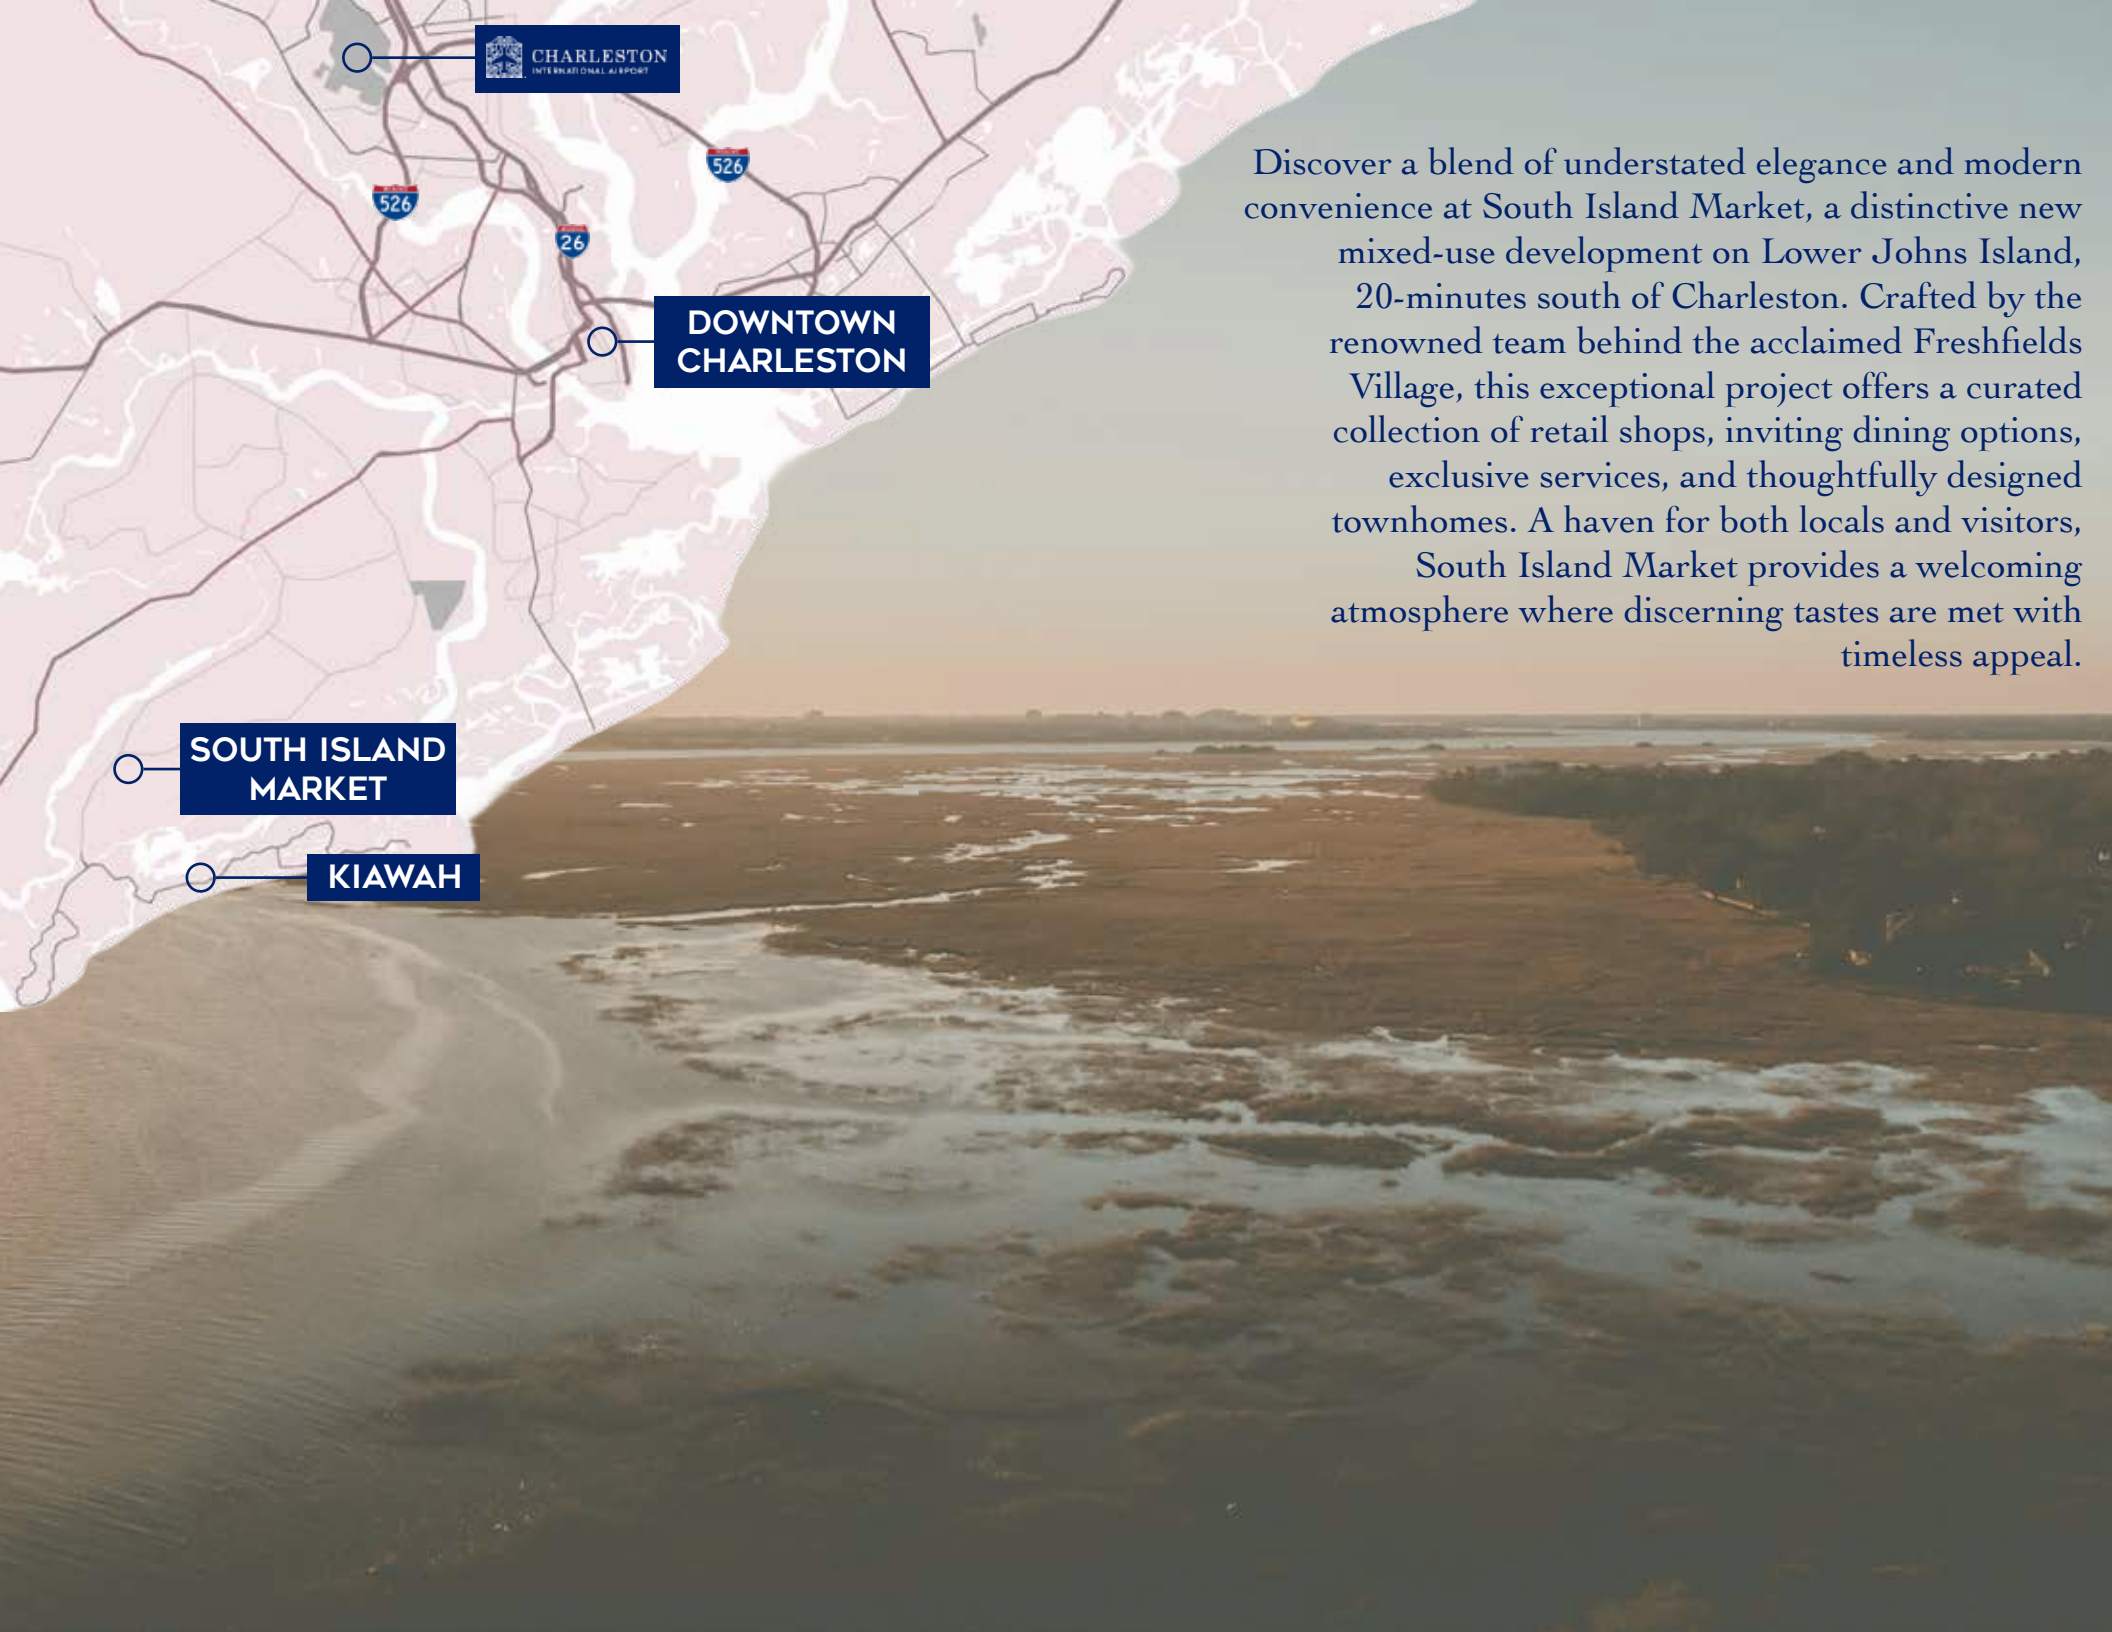 CHARLESTON
INTERNATIONAL AIRPORT
526
526
26
DOWNTOWN
CHARLESTON
Discover a blend of understated elegance and modern
convenience at South Island Market, a distinctive new
mixed-use development on Lower Johns Island,
20-minutes south of Charleston. Crafted by the
renowned team behind the acclaimed Freshfields
Village, this exceptional project offers a curated
collection of retail shops, inviting dining options,
exclusive services, and thoughtfully designed
townhomes. A haven for both locals and visitors,
South Island Market provides a welcoming
atmosphere where discerning tastes are met with
timeless appeal.
SOUTH ISLAND
MARKET
KIAWAH